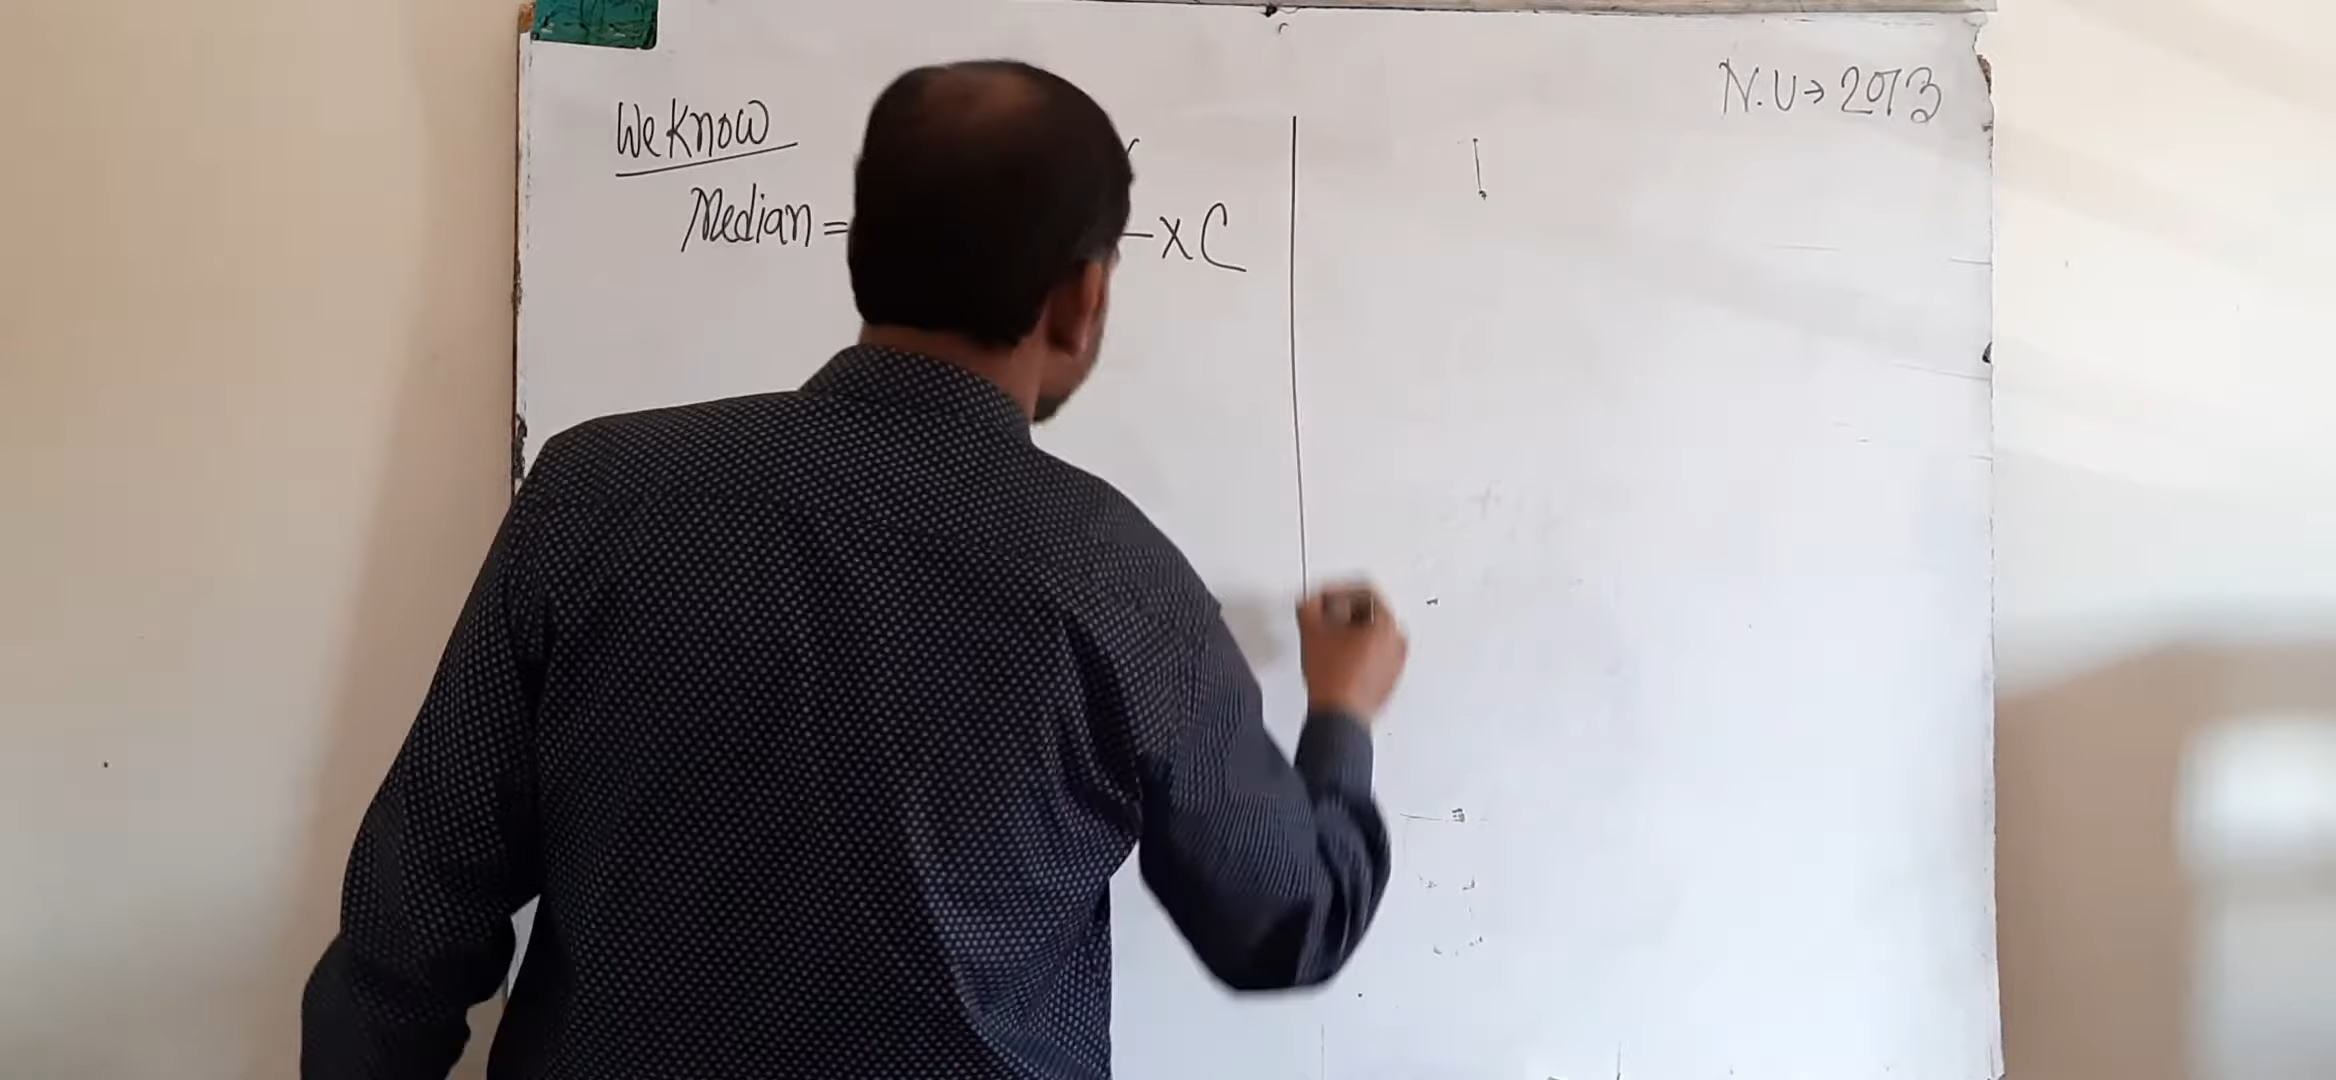 N.U→2013
We Know
Median =
x C